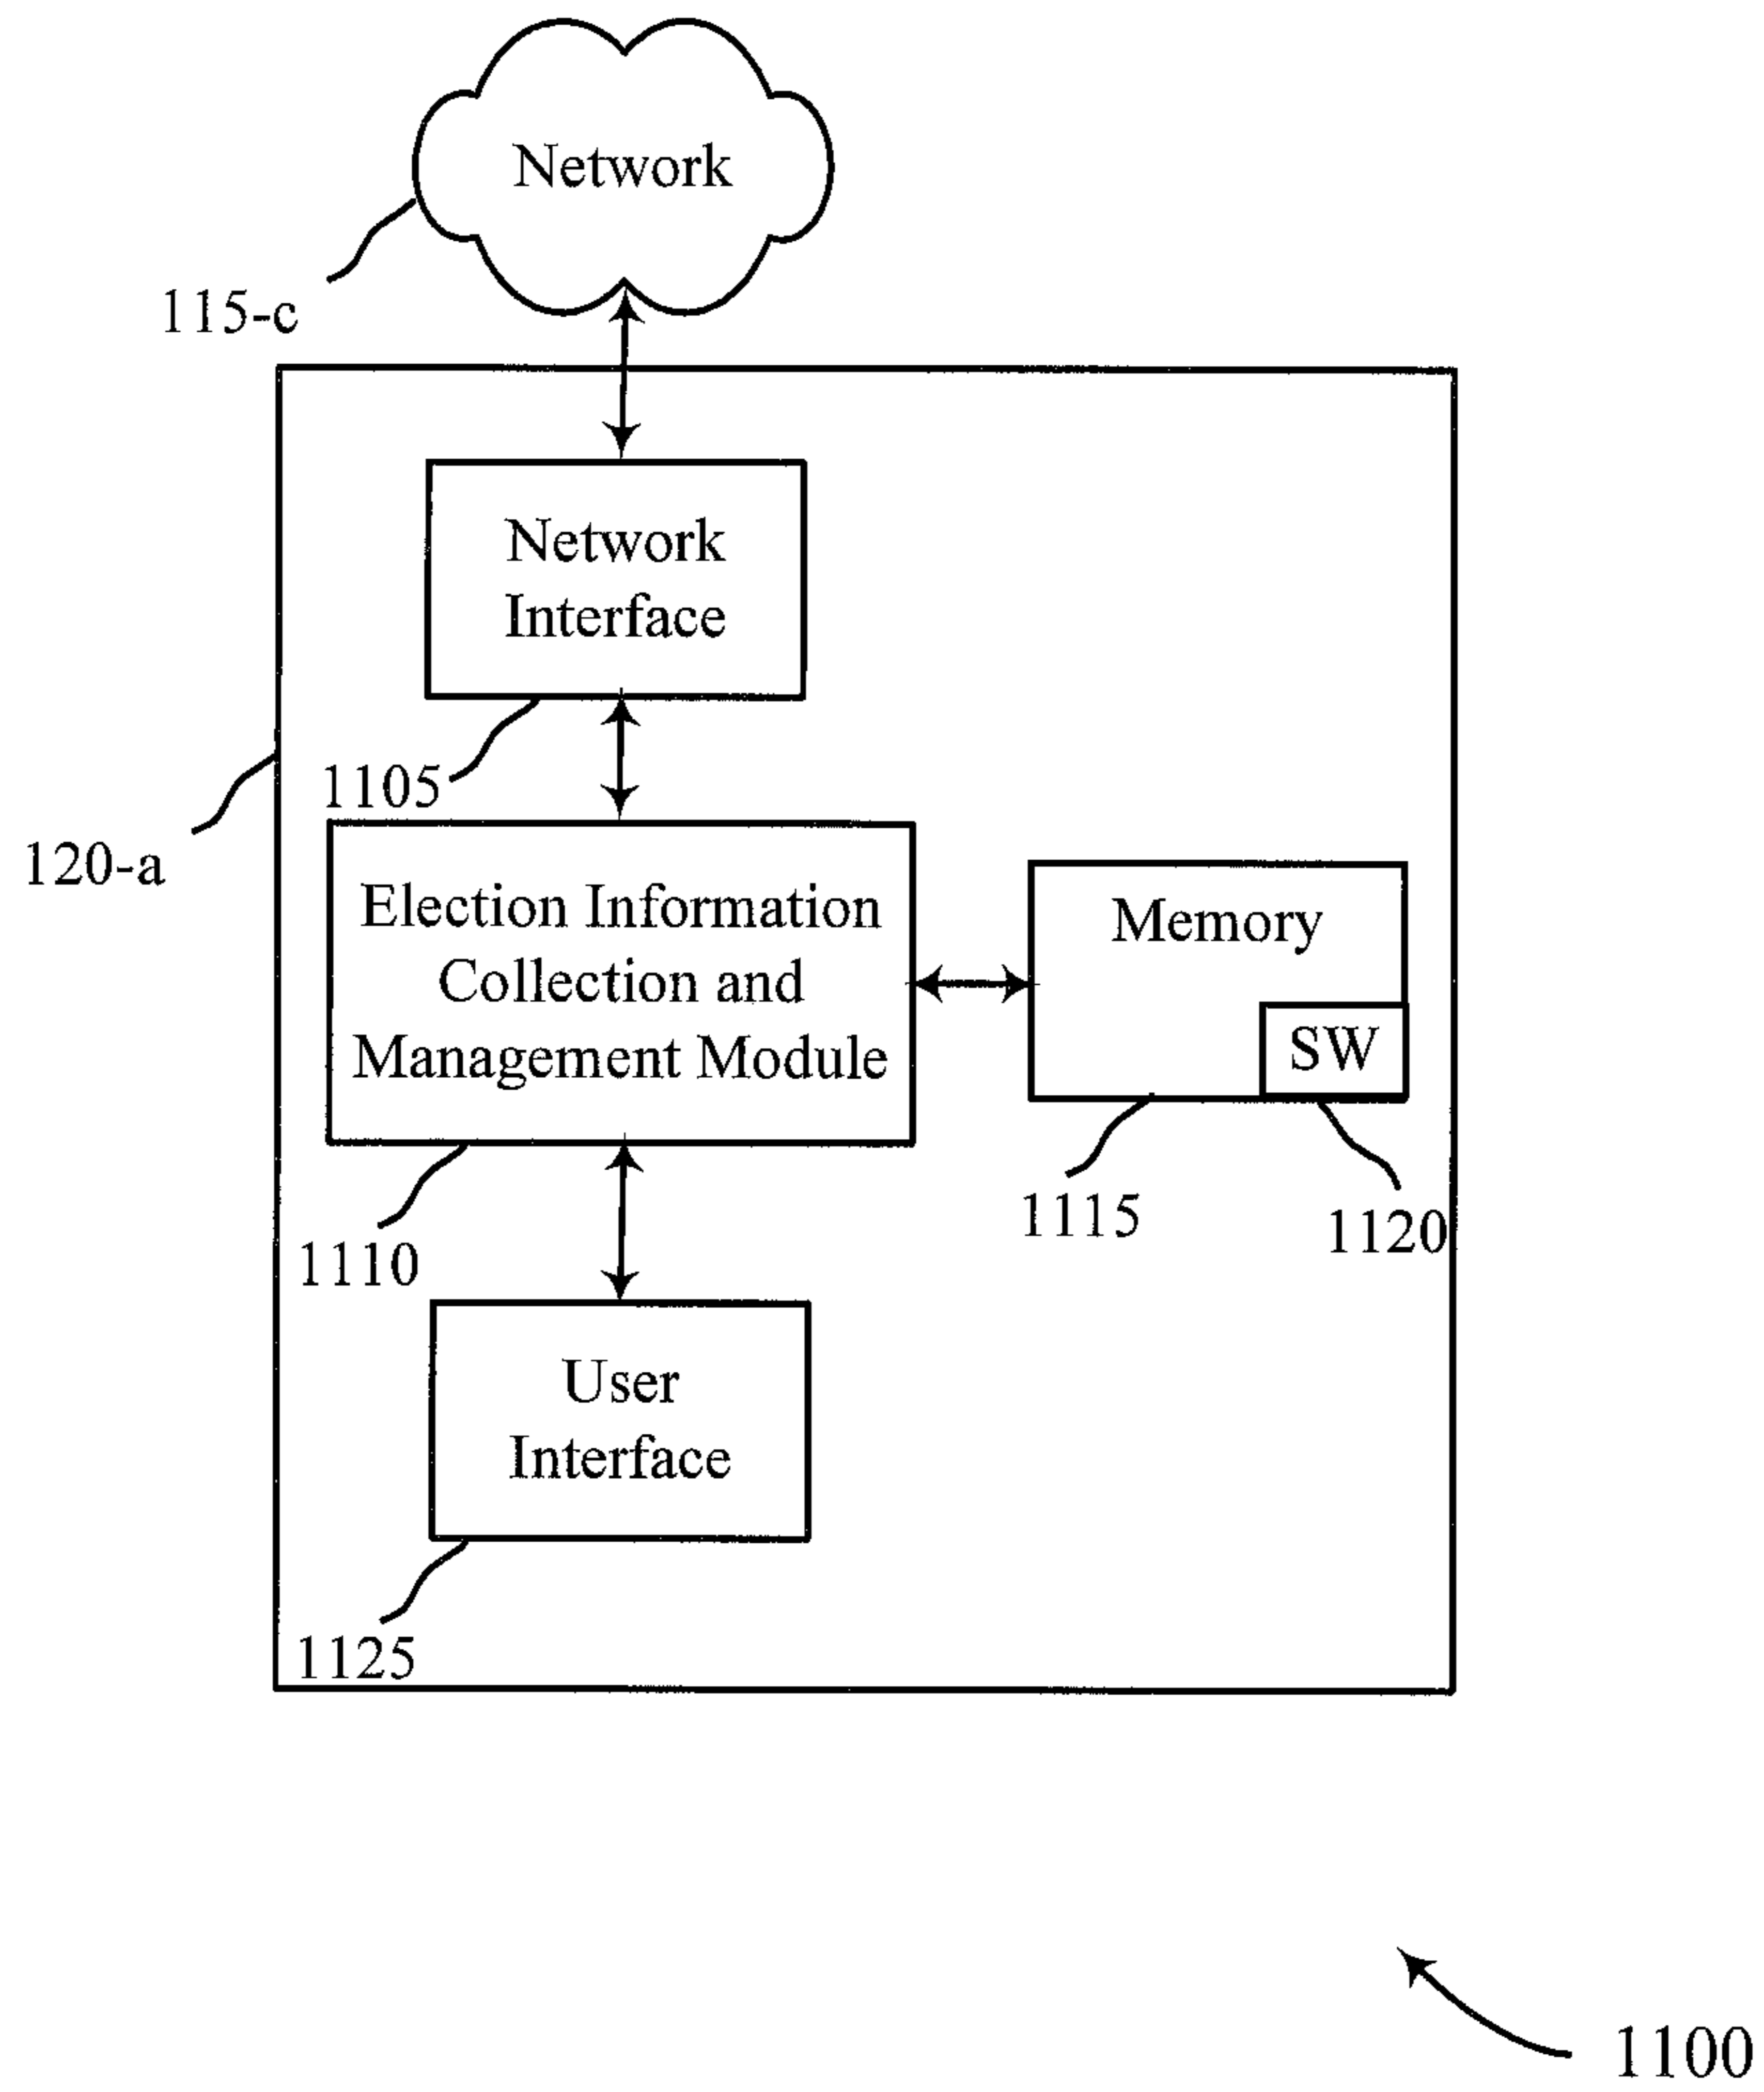 Network
115-c
Network
Interface
1105
120-a
Election Information
Collection and
Management Module
Memory
SW
1110
1115
1120
User
Interface
1125
1100